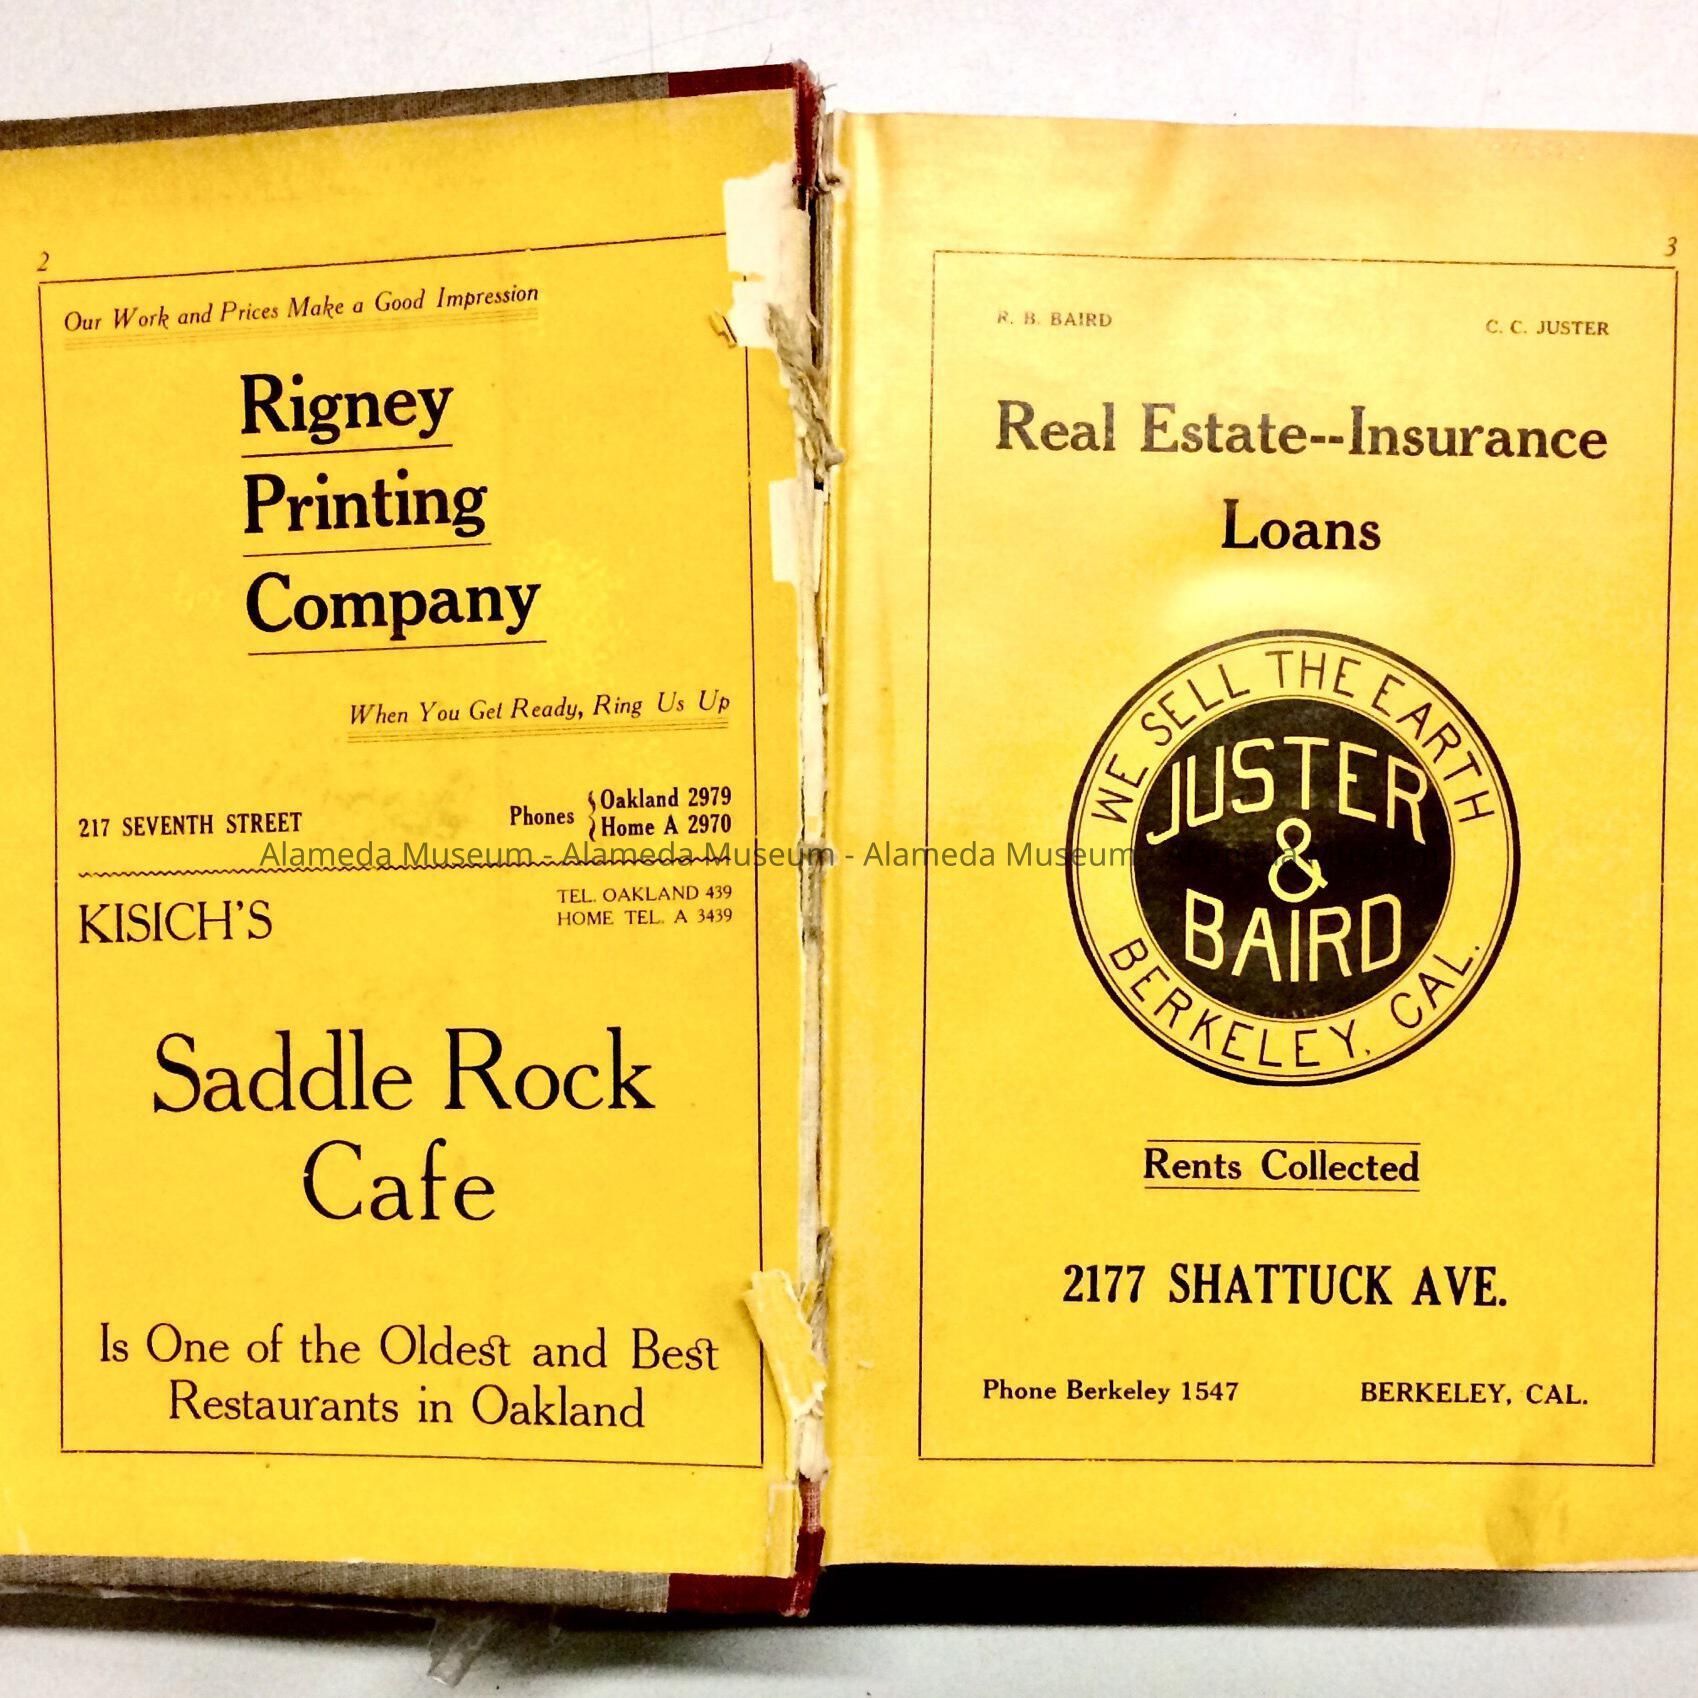 2
Our Work and Prices Make a Good Impression
Rigney
Printing
Company
When You Get Ready, Ring Us Up
217 SEVENTH STREET
Phones { Oakland 2979
Home A 2970
KISICH'S
TEL. OAKLAND 439
HOME TEL. A 3439
Saddle Rock
Cafe
Is One of the Oldest and Best
Restaurants in Oakland
3
R. B. BAIRD C. C. JUSTER
Real Estate--Insurance
Loans
WE SELL THE EARTH
JUSTER
&
BAIRD
BERKELEY, CAL.
Rents Collected
2177 SHATTUCK AVE.
Phone Berkeley 1547 BERKELEY, CAL.
Alameda Museum - Alameda Museum - Alameda Museum